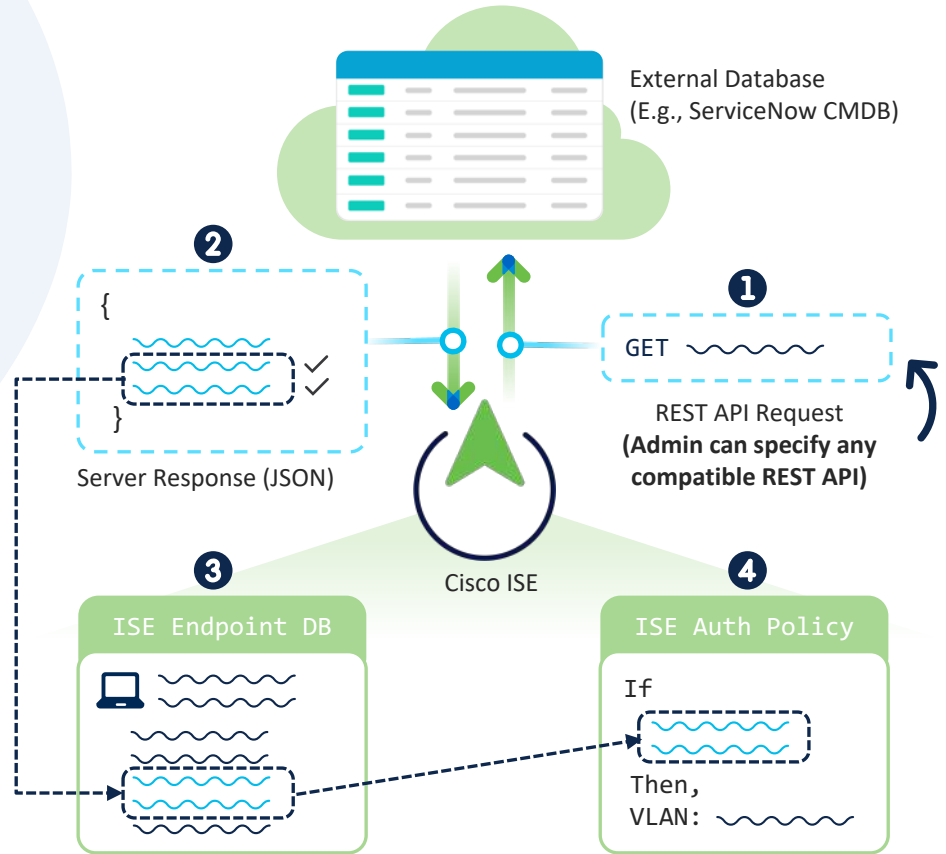 External Database
(E.g., ServiceNow CMDB)
2
{
}
Server Response (JSON)
1
GET
REST API Request
(Admin can specify any
compatible REST API)
Cisco ISE
3
ISE Endpoint DB
4
ISE Auth Policy
If
Then,
VLAN: